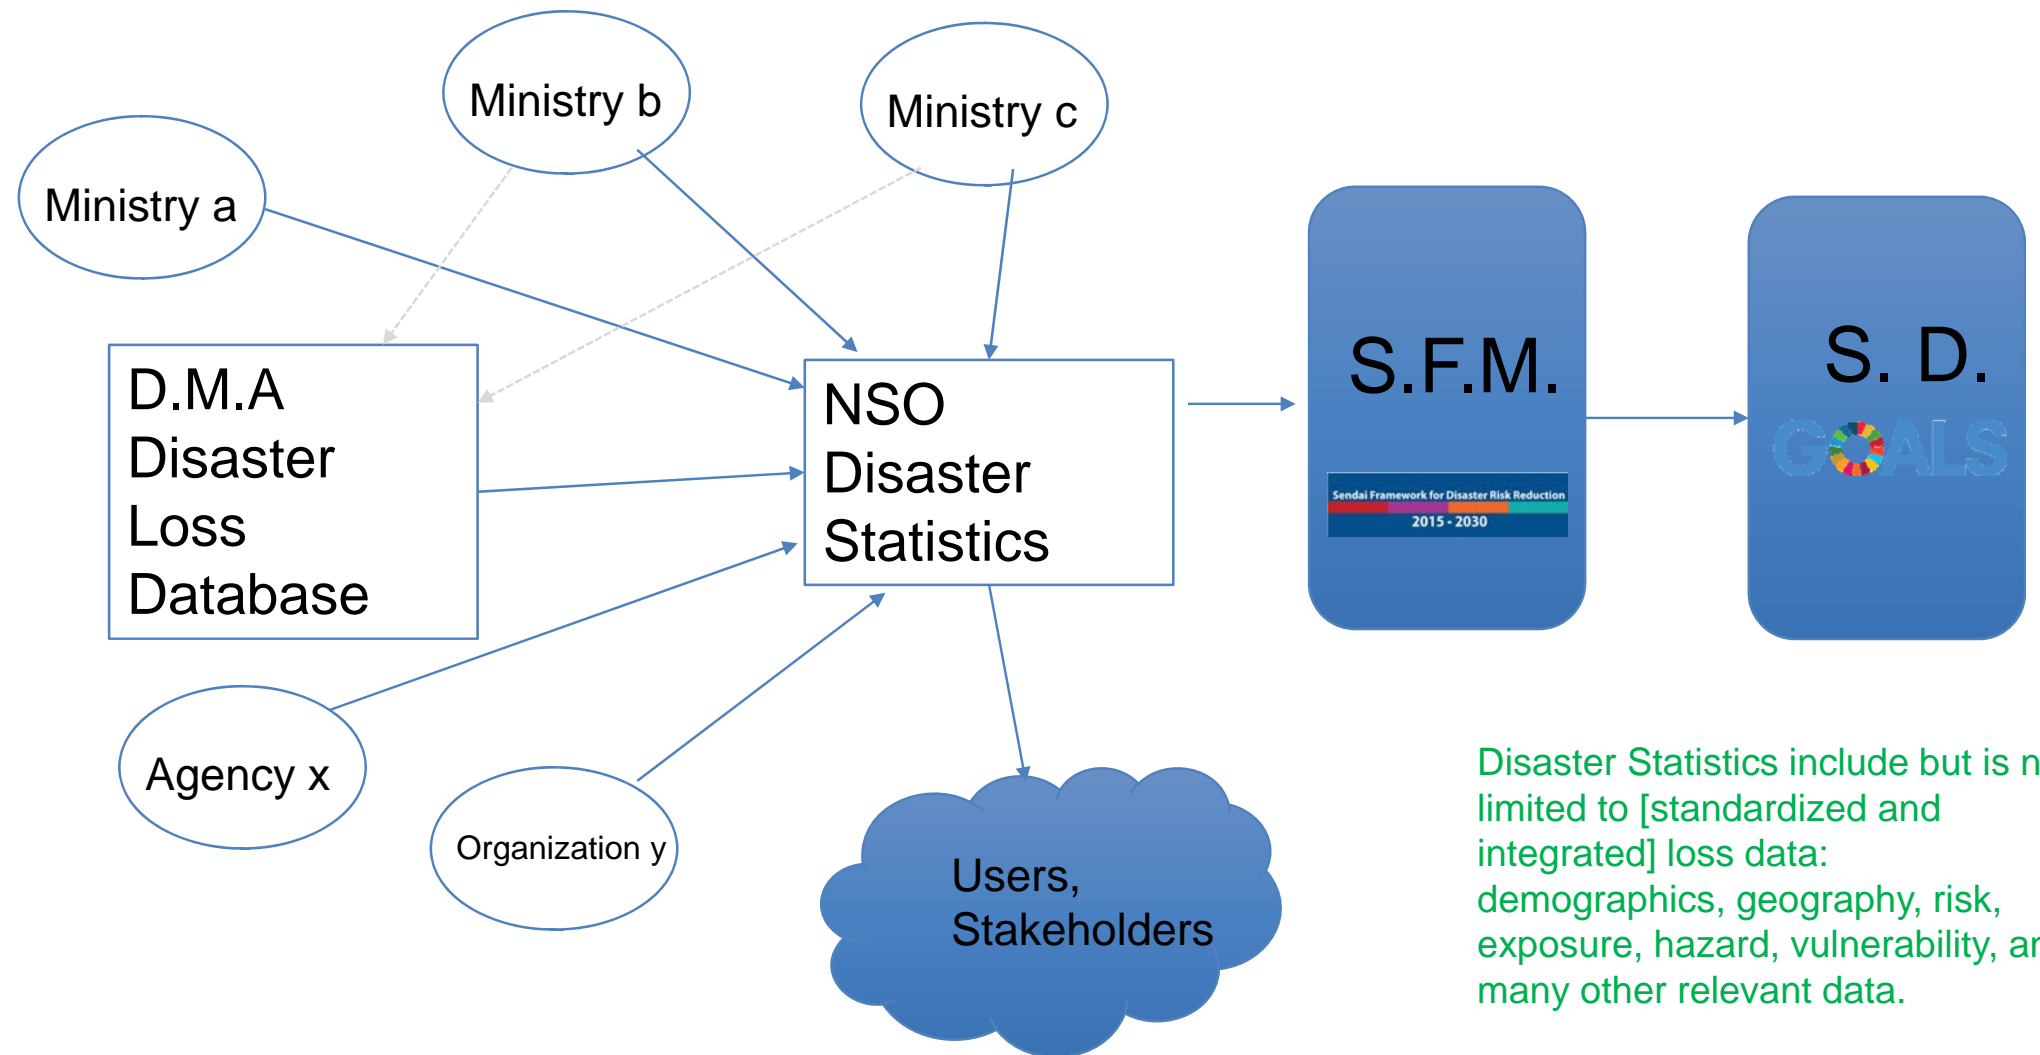 Ministry a
Ministry b
Ministry c
D.M.A
Disaster
Loss
Database
NSO
Disaster
Statistics
S.F.M.
Sendai Framework for Disaster Risk Reduction
2015 - 2030
S. D.
GOALS
Agency x
Organization y
Users,
Stakeholders
Disaster Statistics include but is n
limited to [standardized and
integrated] loss data:
demographics, geography, risk,
exposure, hazard, vulnerability, an
many other relevant data.